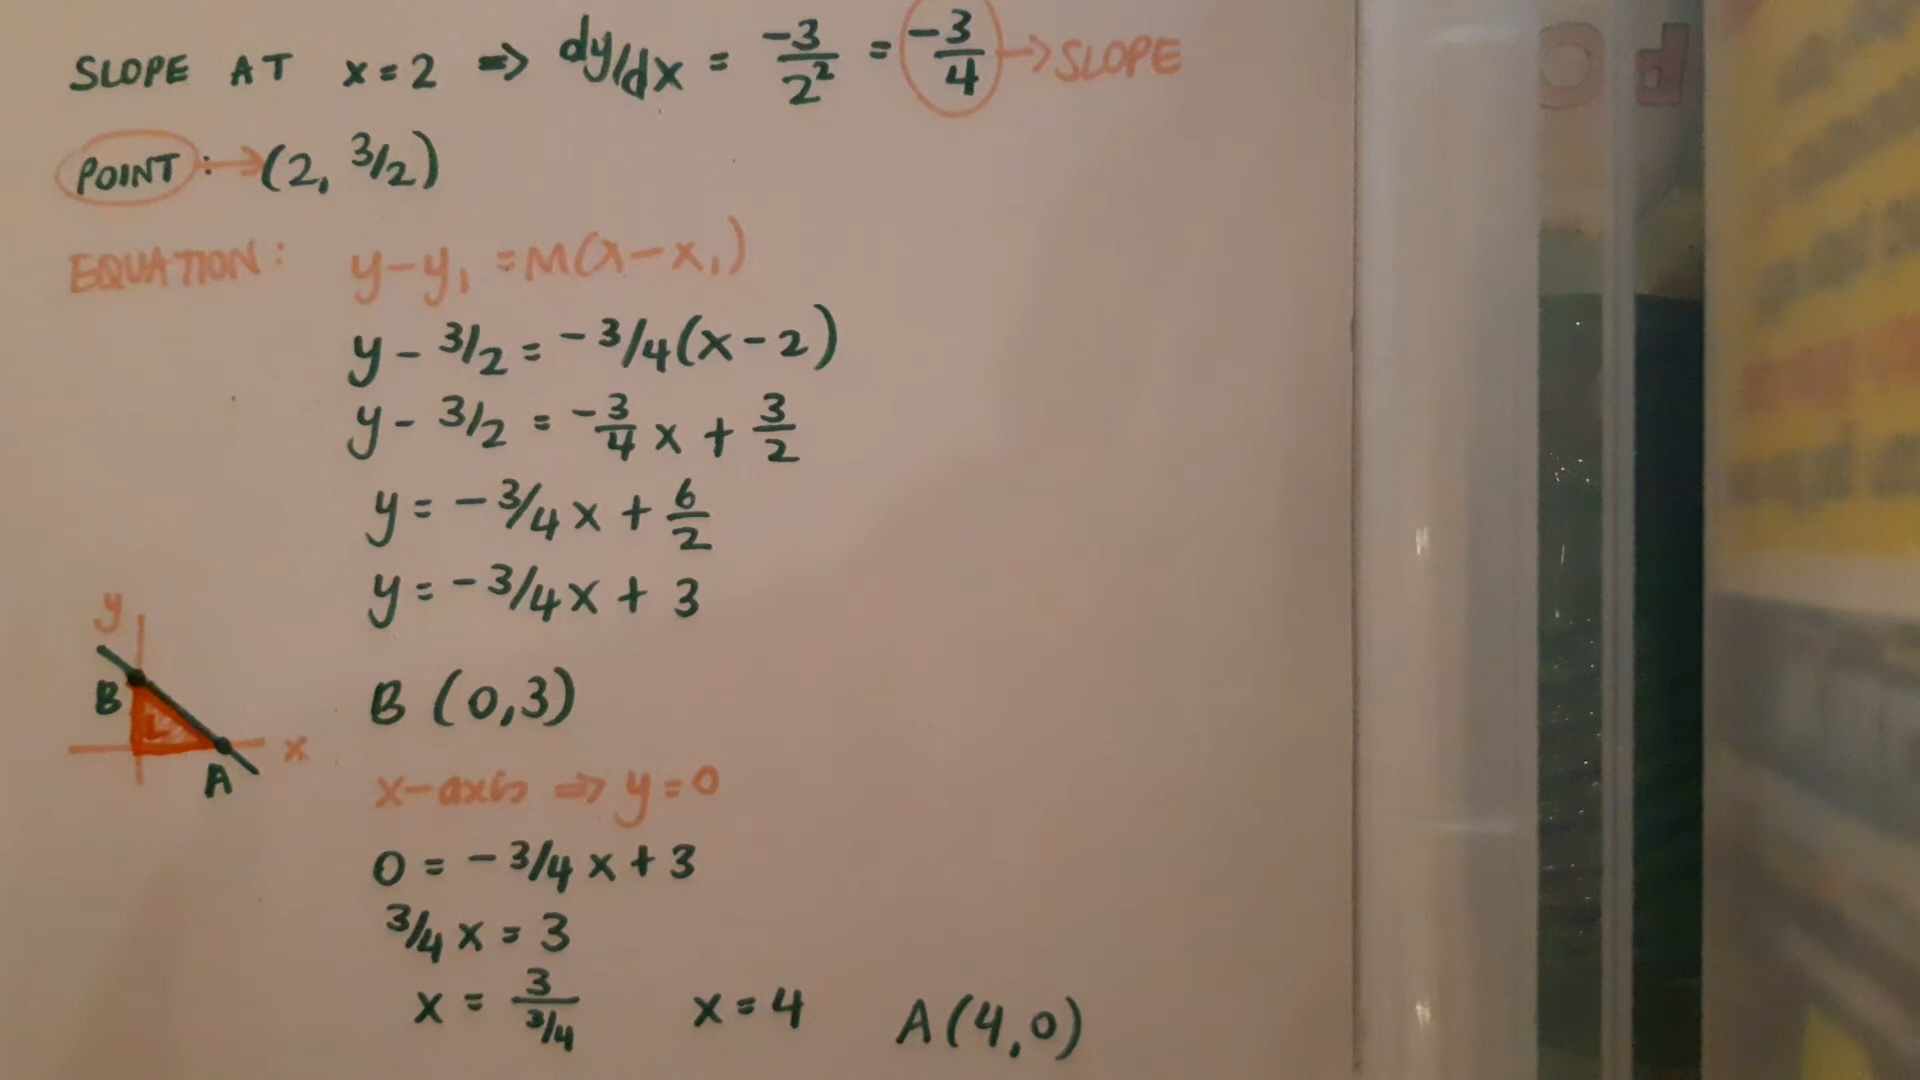 SLOPE AT x=2 ⇒ dy/dx = -3/2² = -3/4 → SLOPE
POINT: → (2, 3/2)
EQUATION: y-y₁ = M(x-x₁)
y - 3/2 = -3/4(x-2)
y - 3/2 = -3/4 x + 3/2
y = -3/4 x + 6/2
y = -3/4 x + 3
y
B
x
A
B (0,3)
x-axis ⇒ y=0
0 = -3/4 x + 3
3/4 x = 3
x = 3/3/4 x = 4 A(4,0)